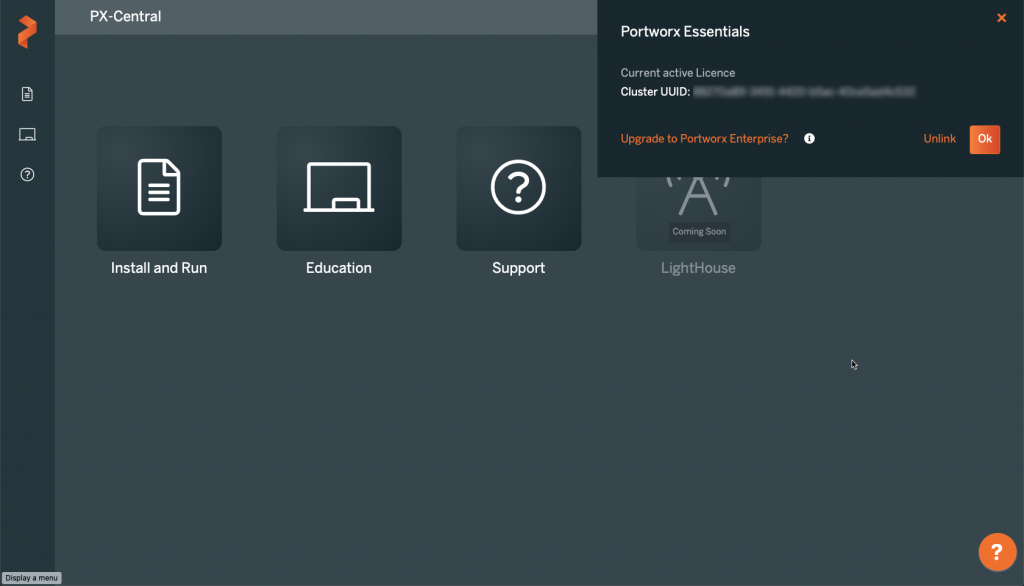 PX-Central
Portworx Essentials
Current active Licence
Cluster UUID:
Upgrade to Portworx Enterprise?
Unlink
Ok
Coming Soon
Install and Run
Education
Support
LightHouse
?
Display a menu